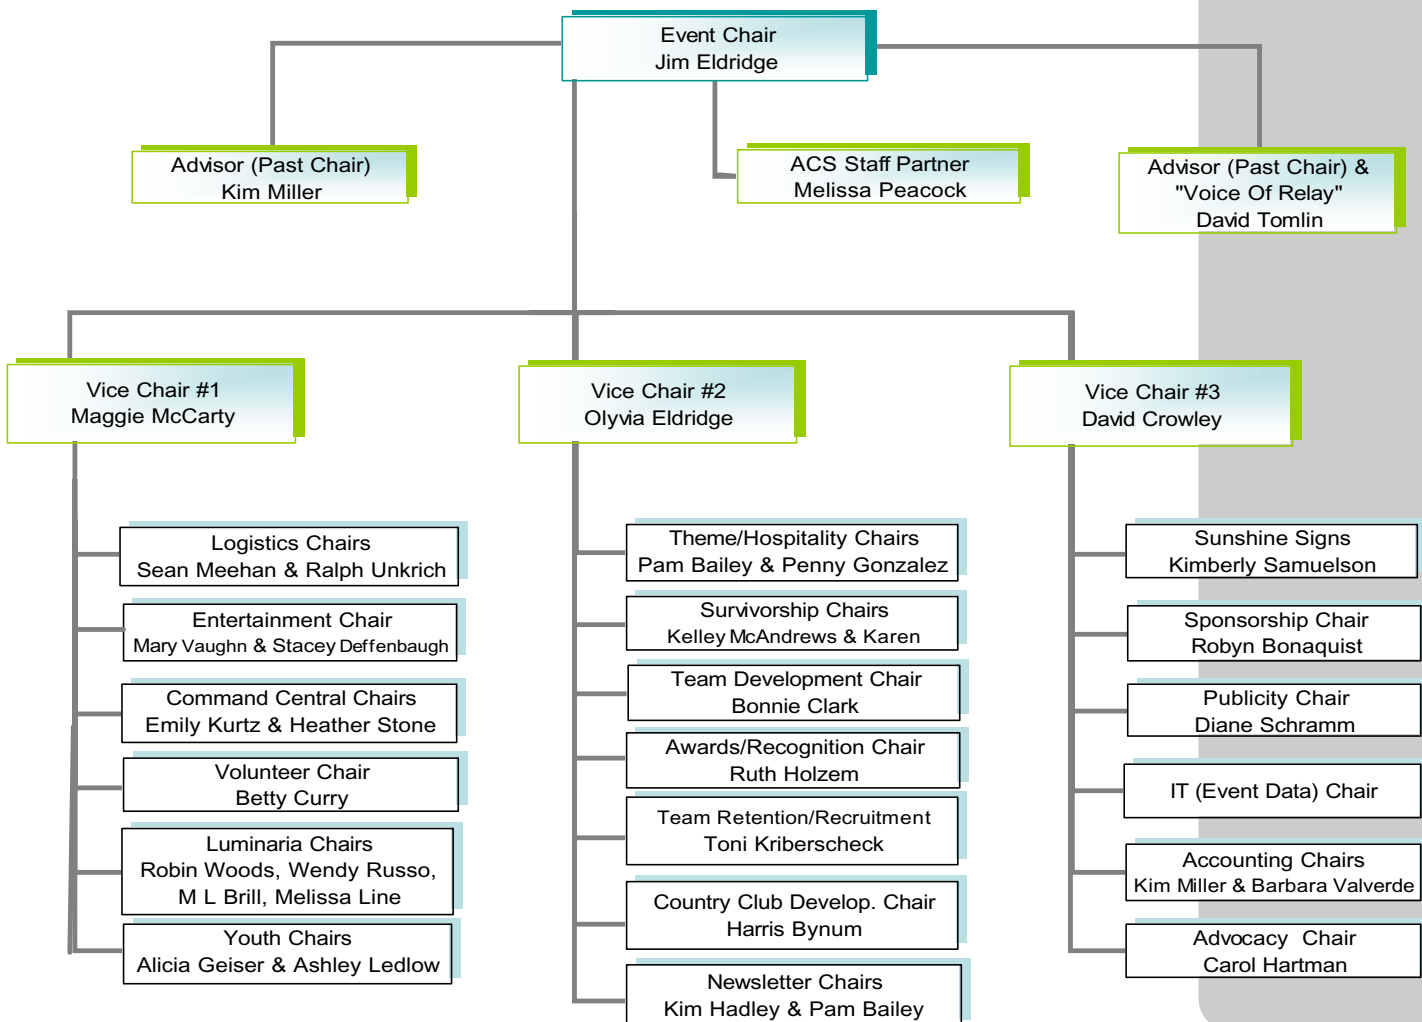 Event Chair
Jim Eldridge
Advisor (Past Chair)
Kim Miller
ACS Staff Partner
Melissa Peacock
Advisor (Past Chair) &
"Voice Of Relay"
David Tomlin
Vice Chair #1
Maggie McCarty
Vice Chair #2
Olyvia Eldridge
Vice Chair #3
David Crowley
Logistics Chairs
Sean Meehan & Ralph Unkrich
Entertainment Chair
Mary Vaughn & Stacey Deffenbaugh
Command Central Chairs
Emily Kurtz & Heather Stone
Volunteer Chair
Betty Curry
Luminaria Chairs
Robin Woods, Wendy Russo,
M L Brill, Melissa Line
Youth Chairs
Alicia Geiser & Ashley Ledlow
Theme/Hospitality Chairs
Pam Bailey & Penny Gonzalez
Survivorship Chairs
Kelley McAndrews & Karen
Team Development Chair
Bonnie Clark
Awards/Recognition Chair
Ruth Holzem
Team Retention/Recruitment
Toni Kriberscheck
Country Club Develop. Chair
Harris Bynum
Newsletter Chairs
Kim Hadley & Pam Bailey
Sunshine Signs
Kimberly Samuelson
Sponsorship Chair
Robyn Bonaquist
Publicity Chair
Diane Schramm
IT (Event Data) Chair
Accounting Chairs
Kim Miller & Barbara Valverde
Advocacy Chair
Carol Hartman